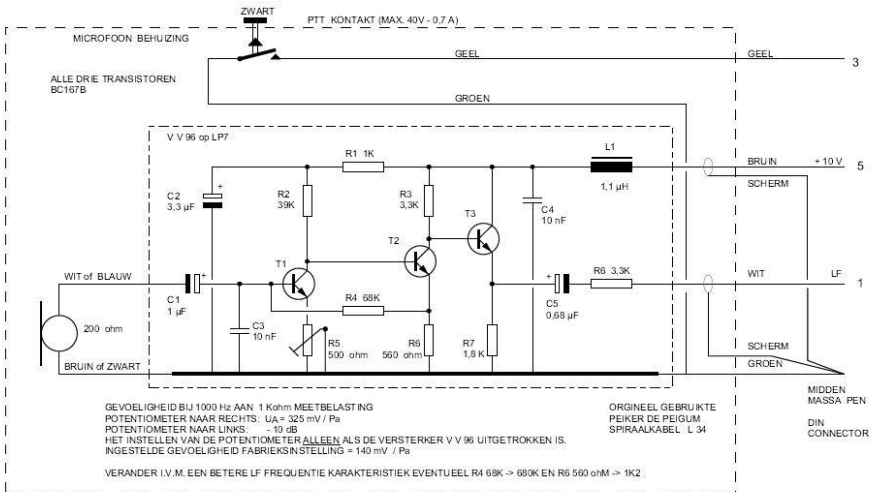 ZWART
PTT KONTAKT (MAX. 40V - 0,7 A)
MICROFOON BEHUIZING
GEEL
GEEL
3
ALLE DRIE TRANSISTOREN
BC167B
GROEN
V V 96 op LP7
L1
R1 1K
BRUIN
+ 10 V
5
SCHERM
1,1 µH
C2
3,3 µF
+
R2
39K
R3
3,3K
T3
C4
10 nF
T2
T1
WIT of BLAUW
+
+
R6 3,3K
WIT
LF
1
C1
1 µF
R4 68K
C5
0,68 µF
200 ohm
C3
10 nF
R5
500 ohm
R6
560 ohm
R7
1,8 K
SCHERM
BRUIN of ZWART
GROEN
MIDDEN
MASSA PEN
DIN
CONNECTOR
GEVOELIGHEID BIJ 1000 Hz AAN 1 Kohm MEETBELASTING
POTENTIOMETER NAAR RECHTS: UA = 325 mV / Pa
POTENTIOMETER NAAR LINKS: - 10 dB
HET INSTELLEN VAN DE POTENTIOMETER ALLEEN ALS DE VERSTERKER V V 96 UITGETROKKEN IS.
INGESTELDE GEVOELIGHEID FABRIEKSINSTELLING = 140 mV / Pa
ORGINEEL GEBRUIKTE
PEIKER DE PEIGUM
SPIRAALKABEL L 34
VERANDER I.V.M. EEN BETERE LF FREQUENTIE KARAKTERISTIEK EVENTUEEL R4 68K -> 680K EN R6 560 ohM -> 1K2